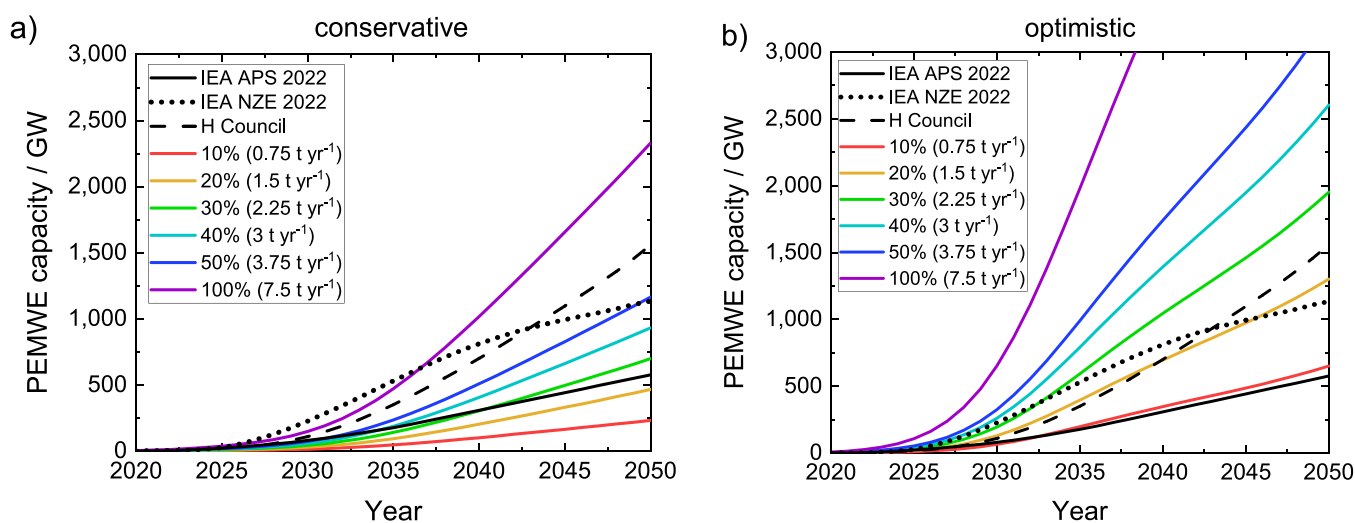 a)
conservative
3,000
2,500
2,000
1,500
1,000
500
0
PEMWE capacity / GW
IEA APS 2022
IEA NZE 2022
H Council
10% (0.75 t yr⁻¹)
20% (1.5 t yr⁻¹)
30% (2.25 t yr⁻¹)
40% (3 t yr⁻¹)
50% (3.75 t yr⁻¹)
100% (7.5 t yr⁻¹)
2020 2025 2030 2035 2040 2045 2050
Year
b)
optimistic
3,000
2,500
2,000
1,500
1,000
500
0
PEMWE capacity / GW
IEA APS 2022
IEA NZE 2022
H Council
10% (0.75 t yr⁻¹)
20% (1.5 t yr⁻¹)
30% (2.25 t yr⁻¹)
40% (3 t yr⁻¹)
50% (3.75 t yr⁻¹)
100% (7.5 t yr⁻¹)
2020 2025 2030 2035 2040 2045 2050
Year